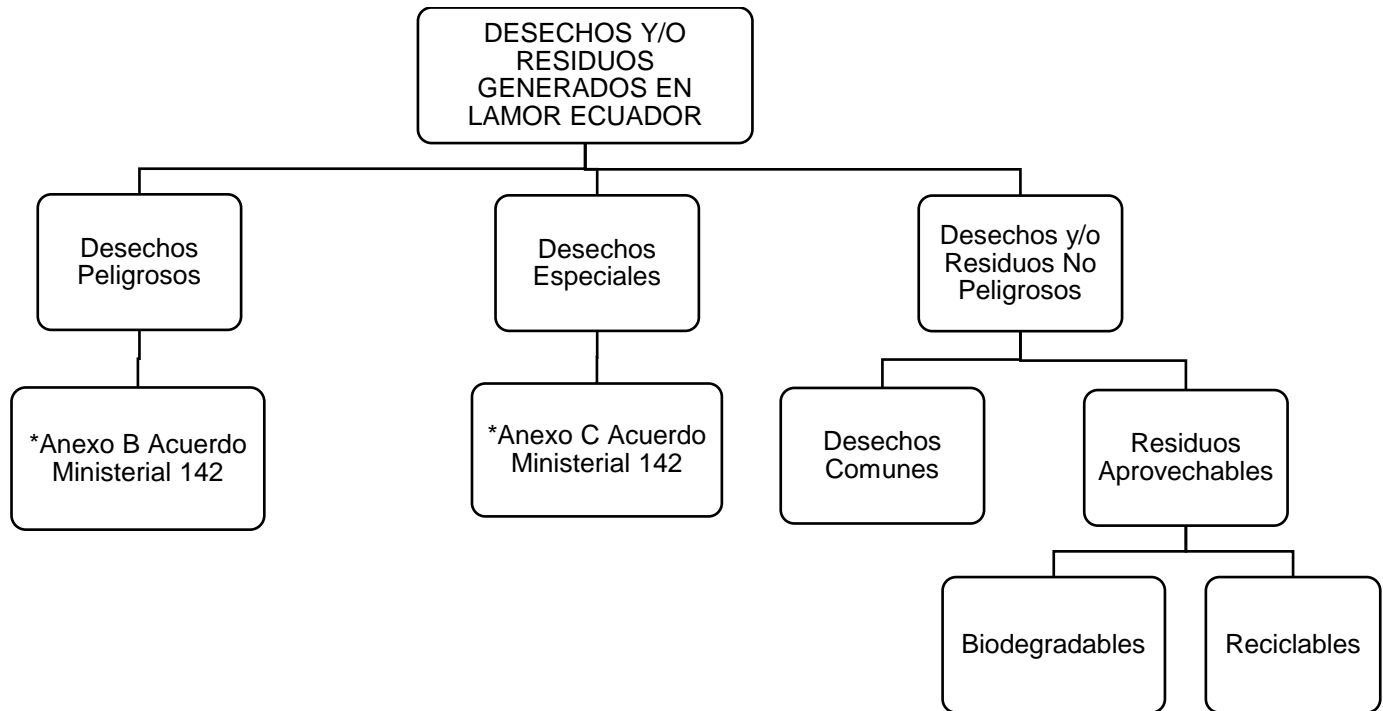 DESECHOS Y/O
RESIDUOS
GENERADOS EN
LAMOR ECUADOR
Desechos
Peligrosos
Desechos
Especiales
Desechos y/o
Residuos No
Peligrosos
*Anexo B Acuerdo
Ministerial 142
*Anexo C Acuerdo
Ministerial 142
Desechos
Comunes
Residuos
Aprovechables
Biodegradables
Reciclables